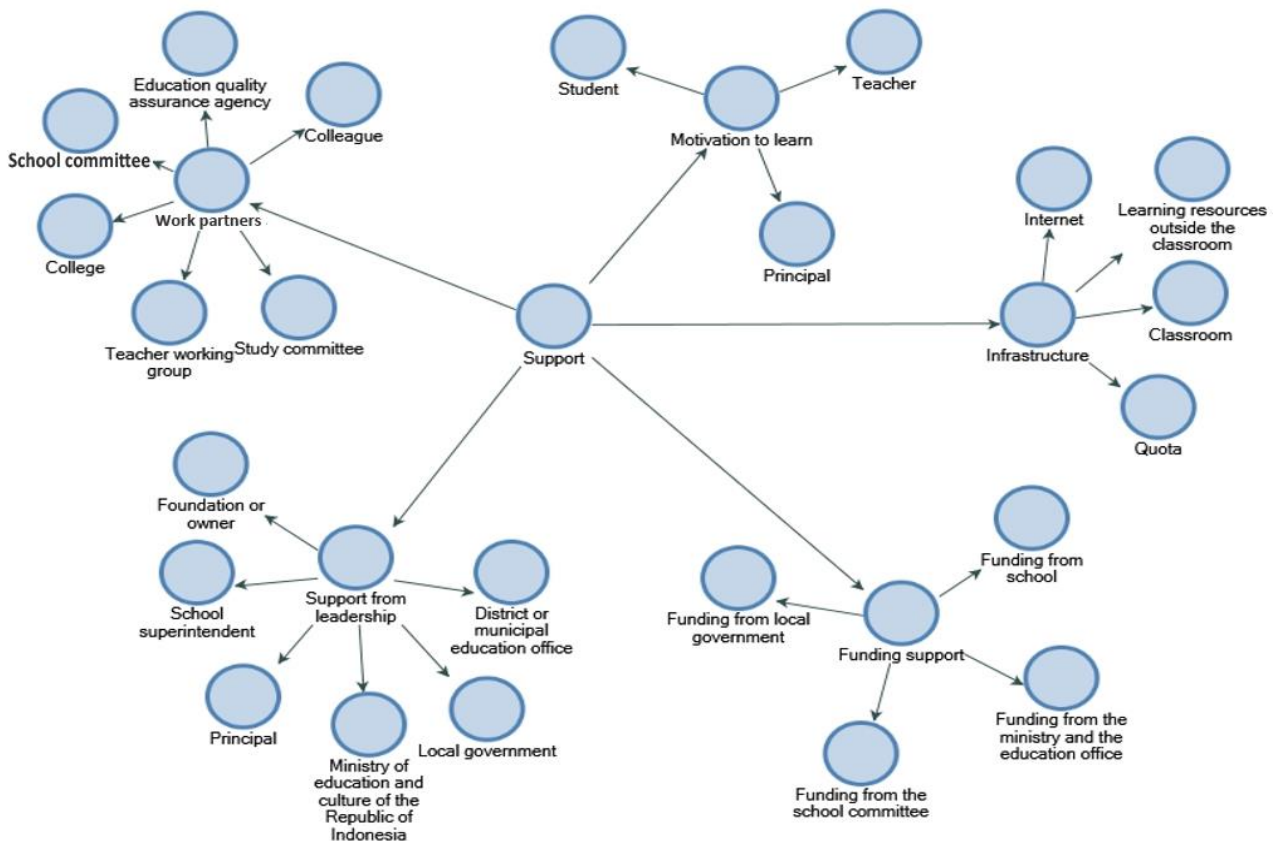 Education quality
assurance agency
Colleague
School committee
Work partners
College
Teacher working
group
Study committee
Student
Teacher
Motivation to learn
Principal
Support
Internet
Learning resources
outside the
classroom
Infrastructure
Classroom
Quota
Foundation or
owner
School
superintendent
Support from
leadership
District or
municipal
education office
Principal
Ministry of
education and
culture of the
Republic of
Indonesia
Local government
Funding from
school
Funding from local
government
Funding support
Funding from the
ministry and the
education office
Funding from the
school committee